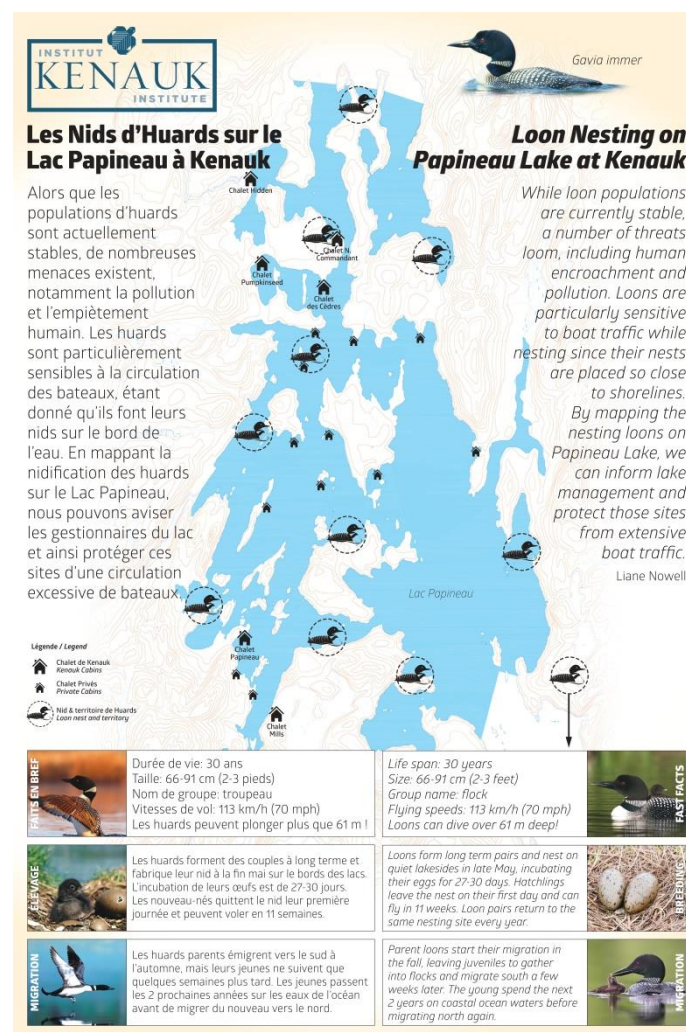 INSTITUT
KENAUK
INSTITUTE
Gavia immer
Les Nids d'Huards sur le
Lac Papineau à Kenauk
Alors que les
populations d'huards
sont actuellement
stables, de nombreuses
menaces existent,
notamment la pollution
et l'empiètement
humain. Les huards
sont particulièrement
sensibles à la circulation
des bateaux, étant
donné qu'ils font leurs
nids sur le bord de
l'eau. En mappant la
nidification des huards
sur le Lac Papineau,
nous pouvons aviser
les gestionnaires du lac
et ainsi protéger ces
sites d'une circulation
excessive de bateaux.
Loon Nesting on
Papineau Lake at Kenauk
While loon populations
are currently stable,
a number of threats
loom, including human
encroachment and
pollution. Loons are
particularly sensitive
to boat traffic while
nesting since their nests
are placed so close
to shorelines.
By mapping the
nesting loons on
Papineau Lake, we
can inform lake
management and
protect those sites
from extensive
boat traffic.
Liane Nowell
Chalet Hidden
Chalet N.
Commandant
Chalet
Pumpkinseed
Chalet
des Cèdres
Lac Papineau
Chalet
Papineau
Chalet
Mills
Légende / Legend
Chalet de Kenauk
Kenauk Cabins
Chalet Privés
Private Cabins
Nid & territoire de Huards
Loon nest and territory
FAITS EN BREF
Durée de vie: 30 ans
Taille: 66-91 cm (2-3 pieds)
Nom de groupe: troupeau
Vitesses de vol: 113 km/h (70 mph)
Les huards peuvent plonger plus que 61 m !
Life span: 30 years
Size: 66-91 cm (2-3 feet)
Group name: flock
Flying speeds: 113 km/h (70 mph)
Loons can dive over 61 m deep!
FAST FACTS
ÉLEVAGE
Les huards forment des couples à long terme et
fabrique leur nid à la fin mai sur le bords des lacs.
L'incubation de leurs œufs est de 27-30 jours.
Les nouveau-nés quittent le nid leur première
journée et peuvent voler en 11 semaines.
Loons form long term pairs and nest on
quiet lakesides in late May, incubating
their eggs for 27-30 days. Hatchlings
leave the nest on their first day and can
fly in 11 weeks. Loon pairs return to the
same nesting site every year.
BREEDING
MIGRATION
Les huards parents émigrent vers le sud à
l'automne, mais leurs jeunes ne suivent que
quelques semaines plus tard. Les jeunes passent
les 2 prochaines années sur les eaux de l'océan
avant de migrer du nouveau vers le nord.
Parent loons start their migration in
the fall, leaving juveniles to gather
into flocks and migrate south a few
weeks later. The young spend the next
2 years on coastal ocean waters before
migrating north again.
MIGRATION